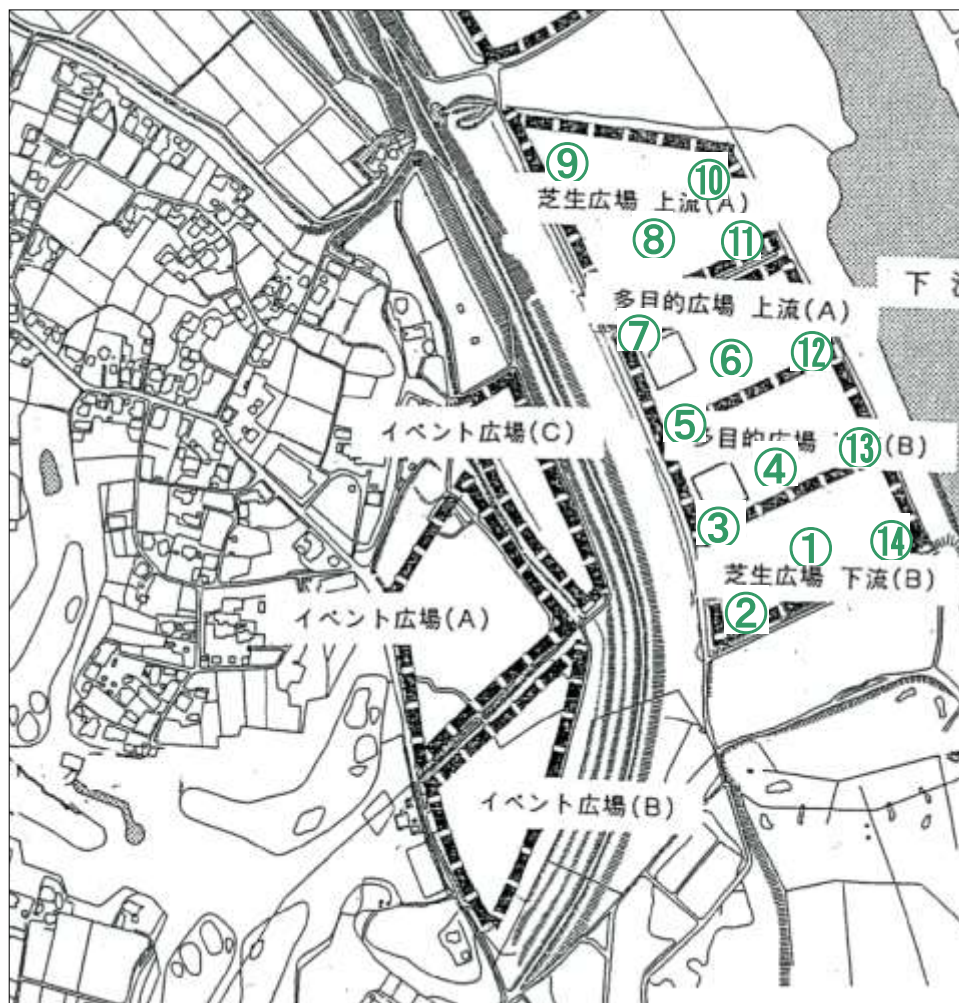 ⑨
⑩
芝生広場 上流(A)
⑧
⑪
下
多目的広場 上流(A)
⑦
⑥
⑫
⑤
イベント広場(C)
多目的広場
(B)
⑬
④
③
①
⑭
芝生広場 下流(B)
②
イベント広場(A)
イベント広場(B)